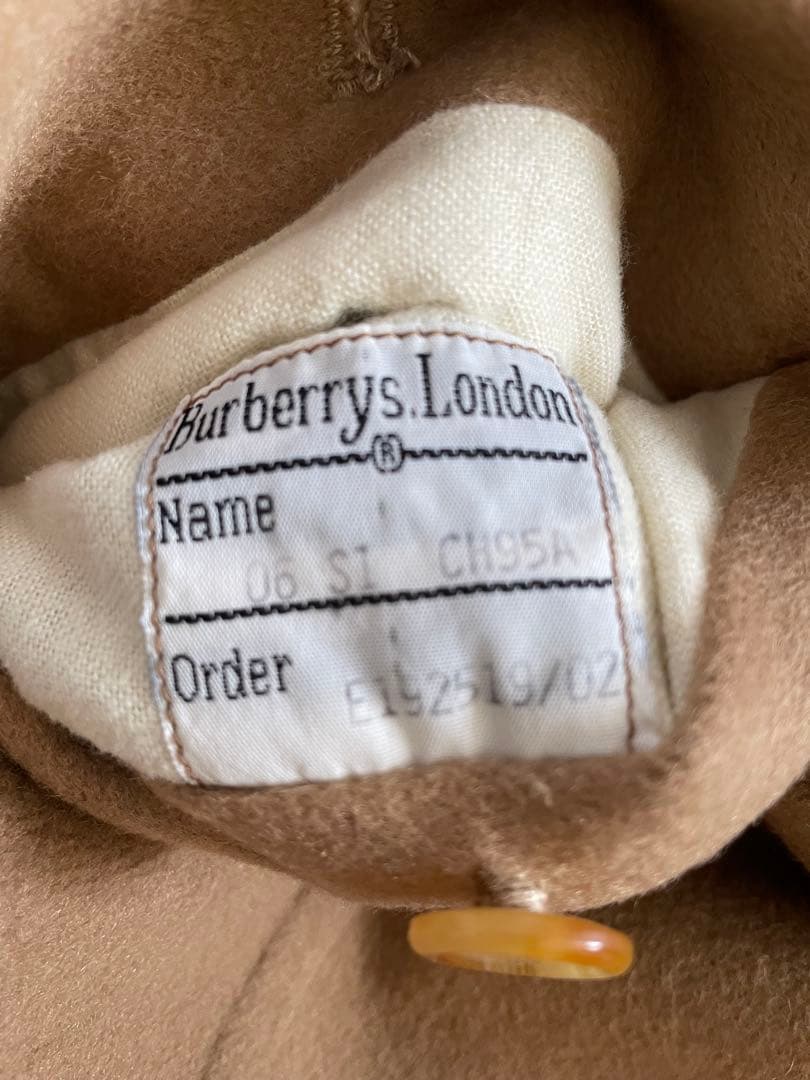 Burberrys.London
®
Name
06 SI CH95A
Order
E192519/02